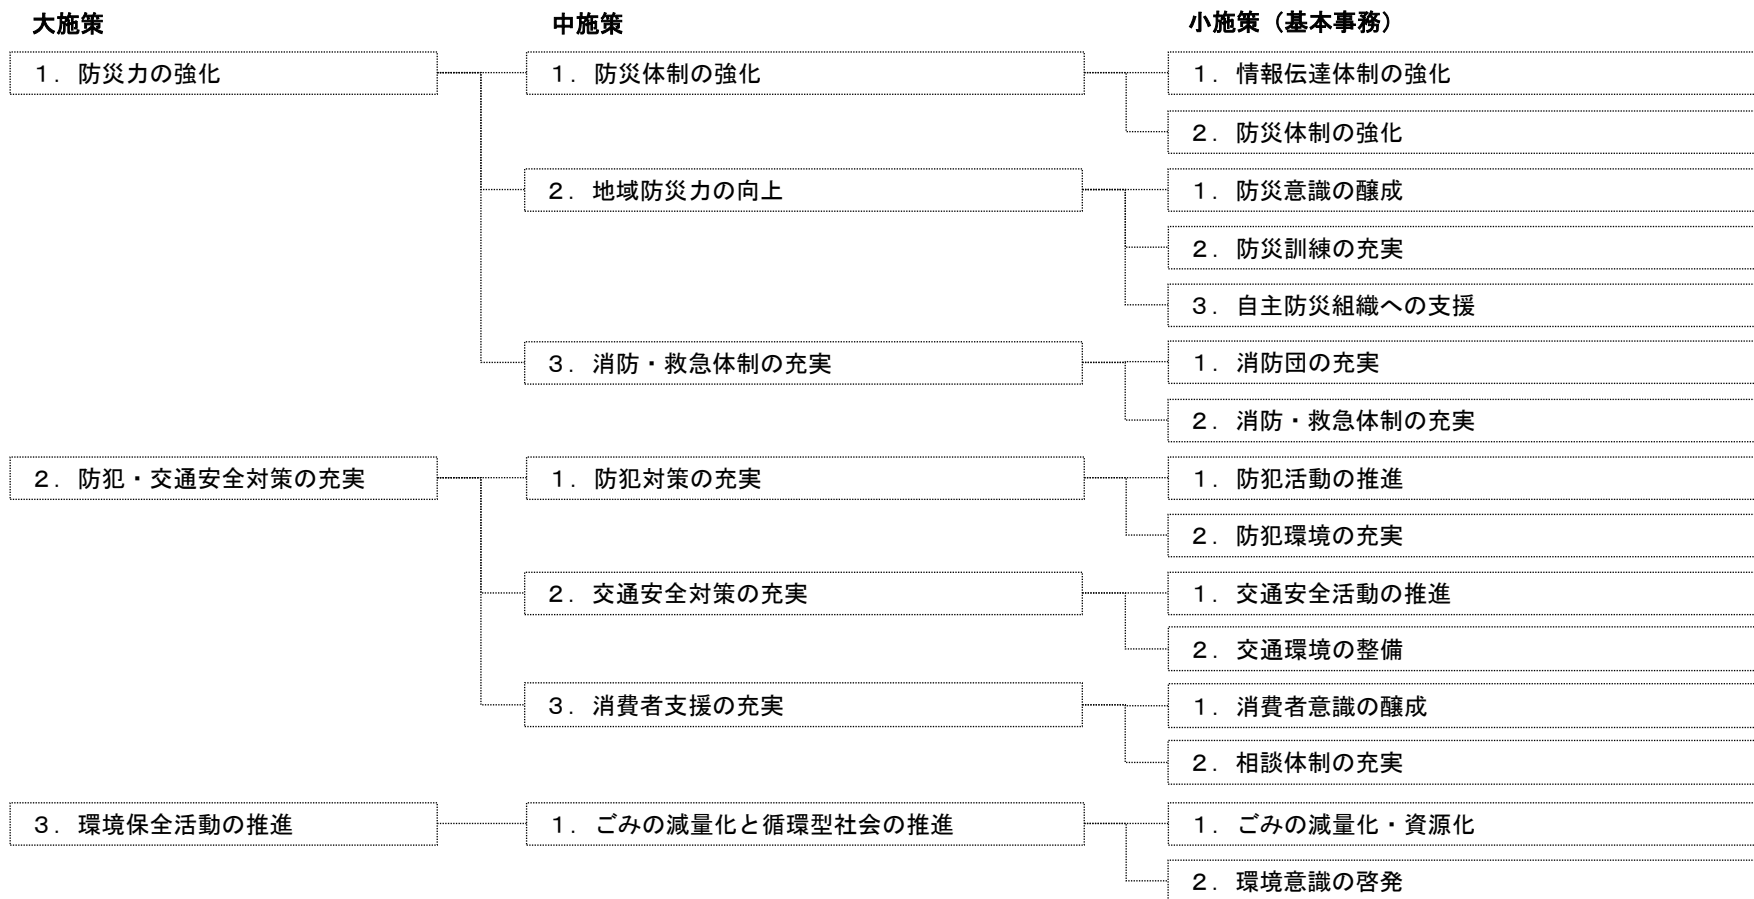 大施策 中施策 小施策（基本事務）
１．防災力の強化 １．防災体制の強化 １．情報伝達体制の強化
２．防災体制の強化
２．地域防災力の向上 １．防災意識の醸成
２．防災訓練の充実
３．自主防災組織への支援
３．消防・救急体制の充実 １．消防団の充実
２．消防・救急体制の充実
２．防犯・交通安全対策の充実 １．防犯対策の充実 １．防犯活動の推進
２．防犯環境の充実
２．交通安全対策の充実 １．交通安全活動の推進
２．交通環境の整備
３．消費者支援の充実 １．消費者意識の醸成
２．相談体制の充実
３．環境保全活動の推進 １．ごみの減量化と循環型社会の推進 １．ごみの減量化・資源化
２．環境意識の啓発